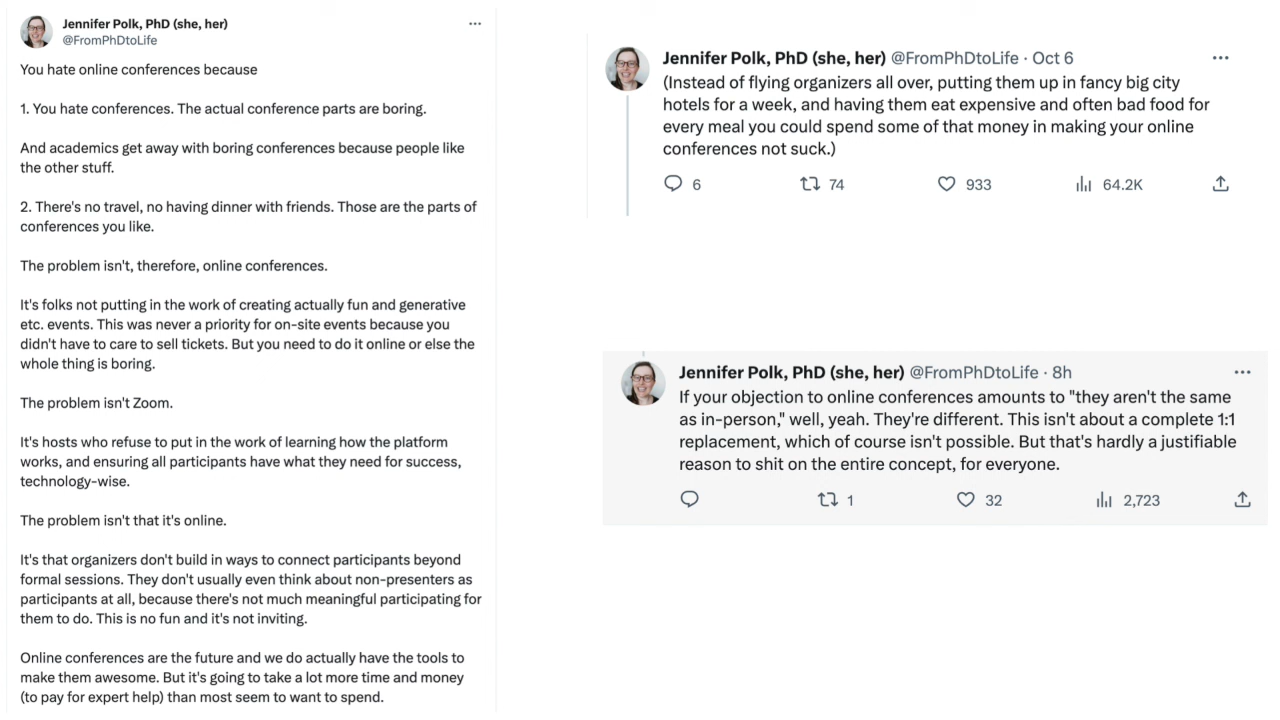 Jennifer Polk, PhD (she, her)
@FromPhDtoLife
You hate online conferences because
1. You hate conferences. The actual conference parts are boring.
And academics get away with boring conferences because people like
the other stuff.
2. There's no travel, no having dinner with friends. Those are the parts of
conferences you like.
The problem isn't, therefore, online conferences.
It's folks not putting in the work of creating actually fun and generative
etc. events. This was never a priority for on-site events because you
didn't have to care to sell tickets. But you need to do it online or else the
whole thing is boring.
The problem isn't Zoom.
It's hosts who refuse to put in the work of learning how the platform
works, and ensuring all participants have what they need for success,
technology-wise.
The problem isn't that it's online.
It's that organizers don't build in ways to connect participants beyond
formal sessions. They don't usually even think about non-presenters as
participants at all, because there's not much meaningful participating for
them to do. This is no fun and it's not inviting.
Online conferences are the future and we do actually have the tools to
make them awesome. But it's going to take a lot more time and money
(to pay for expert help) than most seem to want to spend.
Jennifer Polk, PhD (she, her) @FromPhDtoLife · Oct 6
(Instead of flying organizers all over, putting them up in fancy big city
hotels for a week, and having them eat expensive and often bad food for
every meal you could spend some of that money in making your online
conferences not suck.)
6 74 933 64.2K
Jennifer Polk, PhD (she, her) @FromPhDtoLife · 8h
If your objection to online conferences amounts to "they aren't the same
as in-person," well, yeah. They're different. This isn't about a complete 1:1
replacement, which of course isn't possible. But that's hardly a justifiable
reason to shit on the entire concept, for everyone.
1 32 2,723